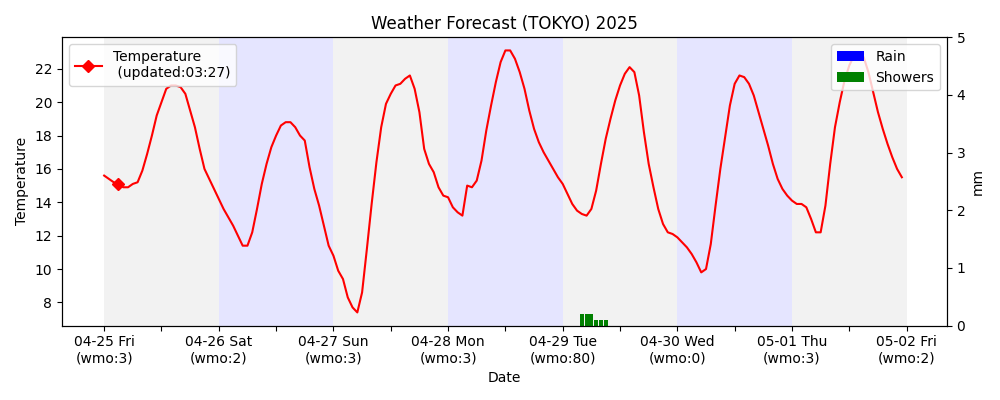 Weather Forecast (TOKYO) 2025
Temperature
(updated:03:27)
Rain
Showers
22
20
18
16
14
12
10
8
Temperature
5
4
3
2
1
0
mm
04-25 Fri
(wmo:3)
04-26 Sat
(wmo:2)
04-27 Sun
(wmo:3)
04-28 Mon
(wmo:3)
04-29 Tue
(wmo:80)
04-30 Wed
(wmo:0)
05-01 Thu
(wmo:3)
05-02 Fri
(wmo:2)
Date